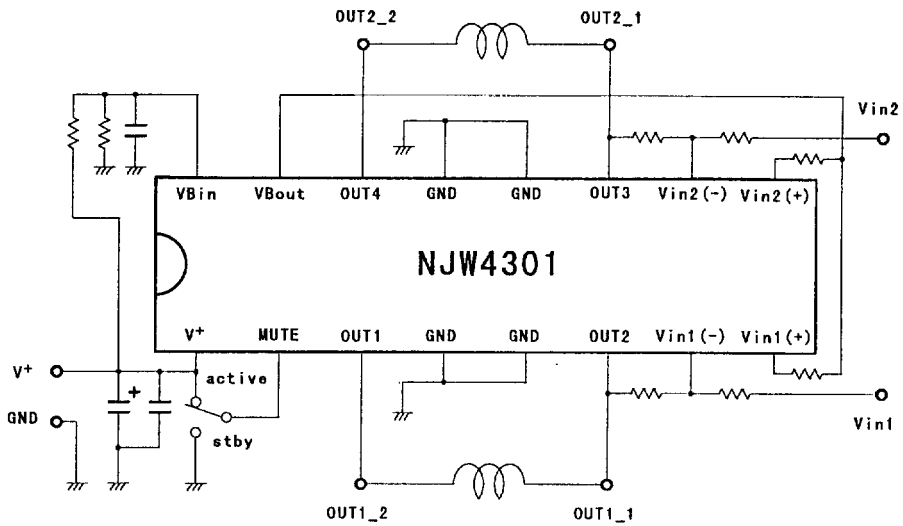 OUT2_2 OUT2_1
Vin2
VBin VBout OUT4 GND GND OUT3 Vin2(-) Vin2(+)
NJW4301
V+ MUTE OUT1 GND GND OUT2 Vin1(-) Vin1(+)
V+
active
+
GND
stby
Vin1
OUT1_2 OUT1_1